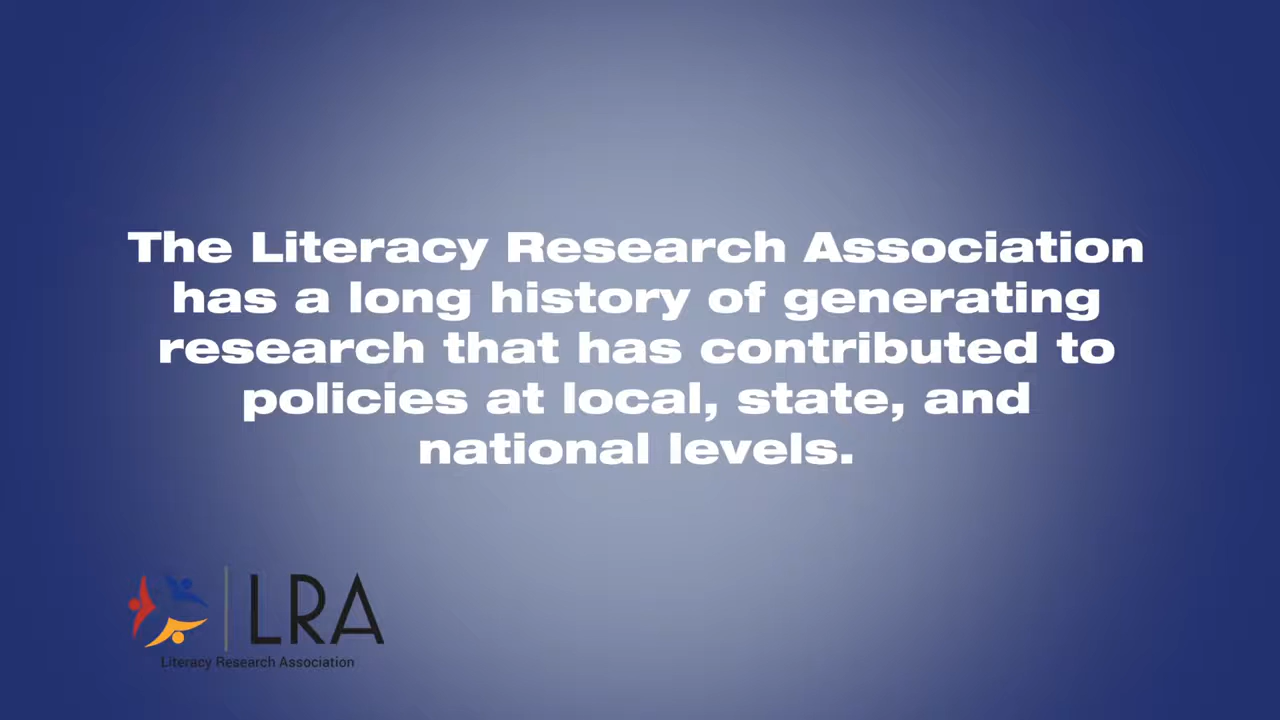 The Literacy Research Association
has a long history of generating
research that has contributed to
policies at local, state, and
national levels.
LRA
Literacy Research Association